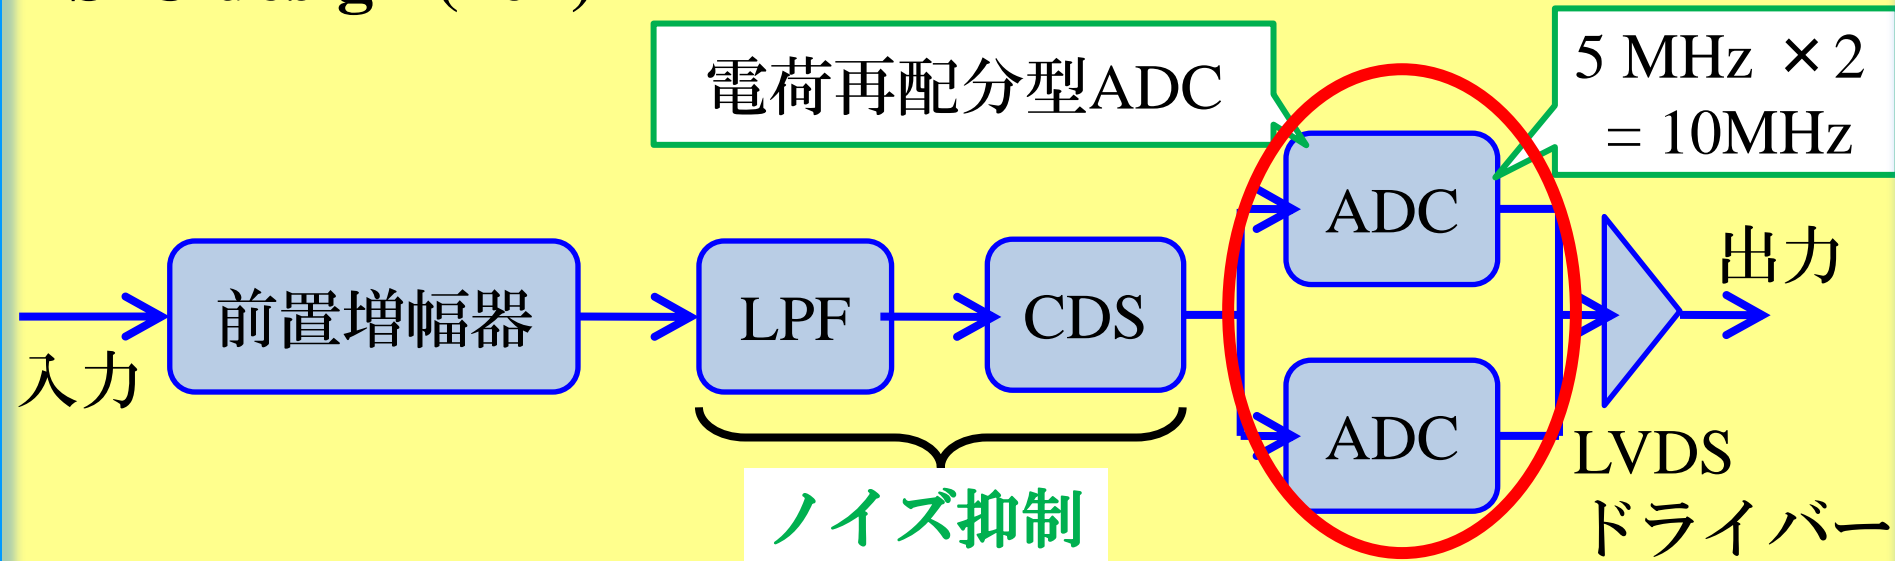 電荷再配分型ADC
5 MHz ×2
= 10MHz
ADC
前置増幅器
LPF
CDS
入力
出力
ADC
LVDS
ドライバー
ノイズ抑制